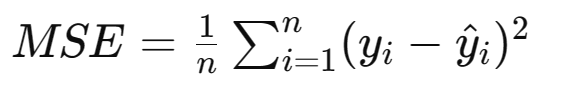 $MSE = \frac{1}{n} \sum_{i=1}^{n} (y_i - \hat{y}_i)^2$